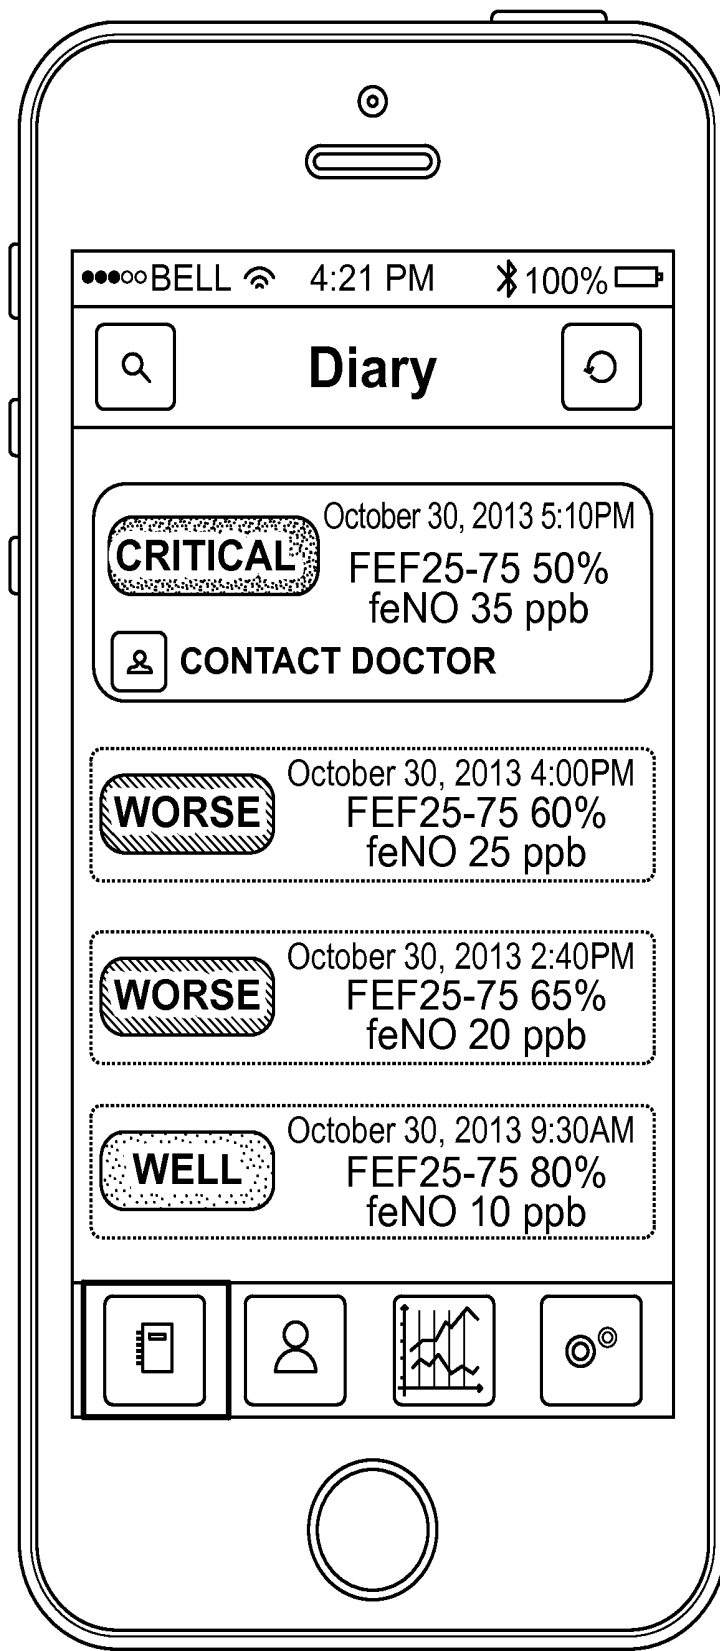 BELL 4:21 PM 100%
Diary
October 30, 2013 5:10PM
CRITICAL
FEF25-75 50%
feNO 35 ppb
CONTACT DOCTOR
October 30, 2013 4:00PM
WORSE
FEF25-75 60%
feNO 25 ppb
October 30, 2013 2:40PM
WORSE
FEF25-75 65%
feNO 20 ppb
October 30, 2013 9:30AM
WELL
FEF25-75 80%
feNO 10 ppb